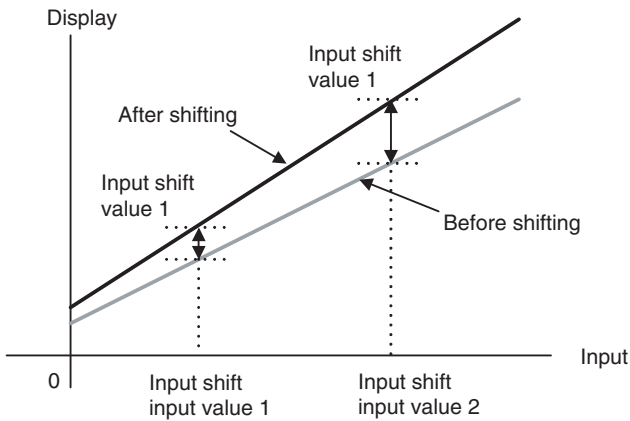 Display
Input shift
value 1
After shifting
Input shift
value 1
Before shifting
Input
0
Input shift
input value 1
Input shift
input value 2